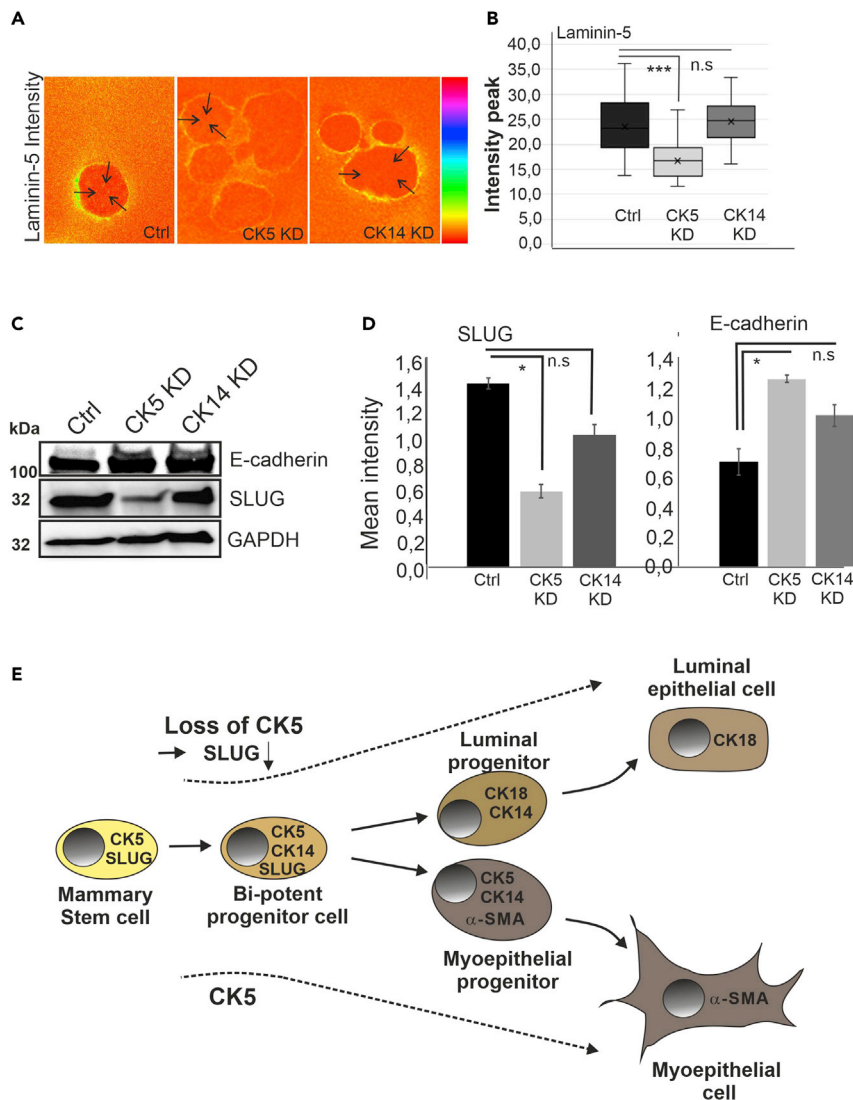 A
Laminin-5 Intensity
Ctrl
CK5 KD
CK14 KD
B
Laminin-5
Intensity peak
40,0
35,0
30,0
25,0
20,0
15,0
10,0
5,0
0,0
***
n.s
Ctrl
CK5
KD
CK14
KD
C
kDa
Ctrl
CK5 KD
CK14 KD
100
E-cadherin
32
SLUG
32
GAPDH
D
SLUG
Mean intensity
1,6
1,4
1,2
1,0
0,8
0,6
0,4
0,2
0,0
*
n.s
Ctrl
CK5
KD
CK14
KD
E-cadherin
1,4
1,2
1,0
0,8
0,6
1,2
0,2
0,0
*
n.s
Ctrl
CK5
KD
CK14
KD
E
Loss of CK5
SLUG
Luminal
epithelial cell
CK18
Luminal
progenitor
CK18
CK14
CK5
SLUG
Mammary
Stem cell
CK5
CK14
SLUG
Bi-potent
progenitor cell
CK5
CK14
α-SMA
Myoepithelial
progenitor
CK5
α-SMA
Myoepithelial
cell